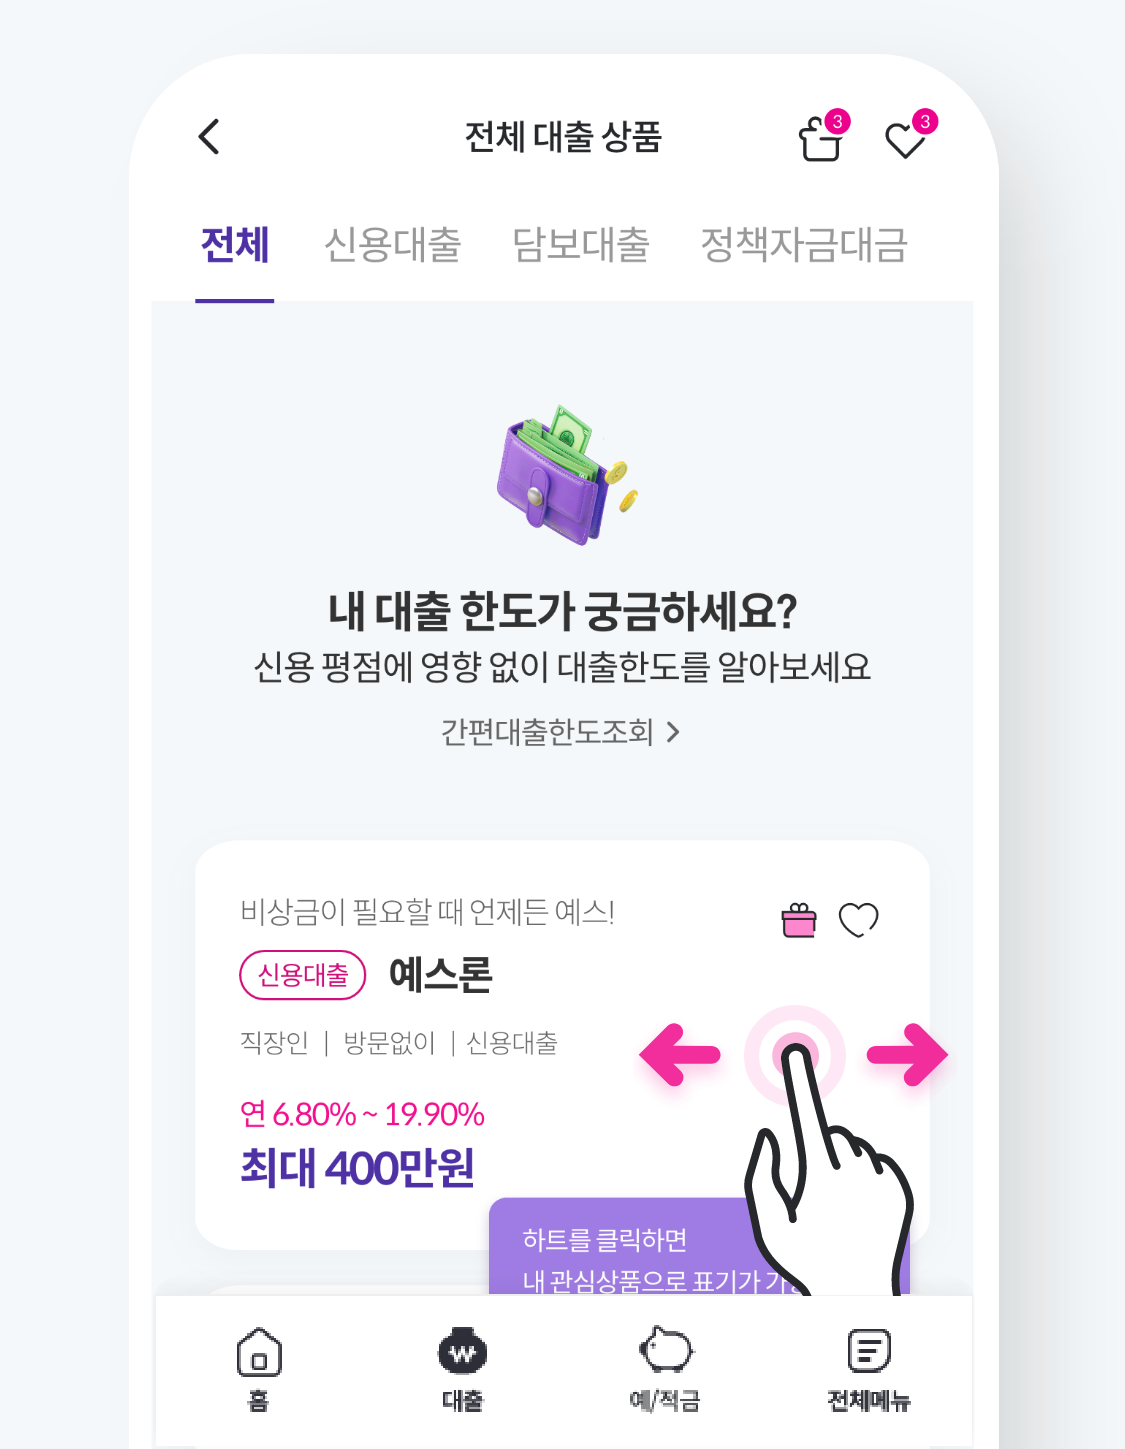 전체 대출 상품
3
3
전체 신용대출 담보대출 정책자금대금
내 대출 한도가 궁금하세요?
신용 평점에 영향 없이 대출한도를 알아보세요
간편대출한도조회 >
비상금이 필요할 때 언제든 예스!
신용대출 예스론
직장인 | 방문없이 | 신용대출
연 6.80% ~ 19.90%
최대 400만원
하트를 클릭하면
내 관심상품으로 표기가
홈 대출 예/적금 전체메뉴